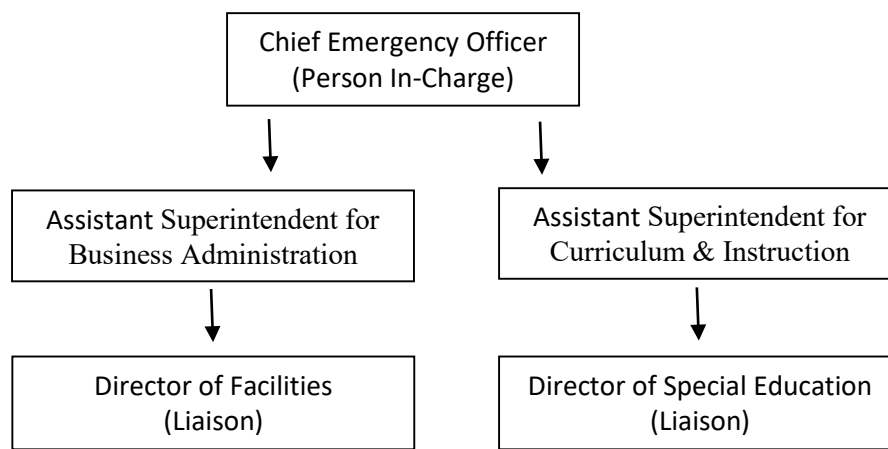 Chief Emergency Officer
(Person In-Charge)
Assistant Superintendent for
Business Administration
Assistant Superintendent for
Curriculum & Instruction
Director of Facilities
(Liaison)
Director of Special Education
(Liaison)